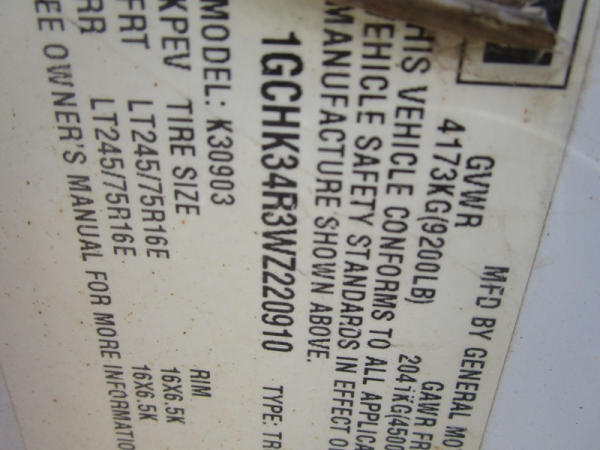 MFD BY GENERAL MO
GVWR GAWR FR
4173KG(9200LB) 2041KG(4500
HIS VEHICLE CONFORMS TO ALL APPLICA
EHICLE SAFETY STANDARDS IN EFFECT O
MANUFACTURE SHOWN ABOVE.
1GCHK34R3WZ220910 TYPE: TR
MODEL: K30903
KPEV TIRE SIZE RIM
FRT LT245/75R16E 16X6.5K
RR LT245/75R16E 16X6.5K
EE OWNER'S MANUAL FOR MORE INFORMATIO